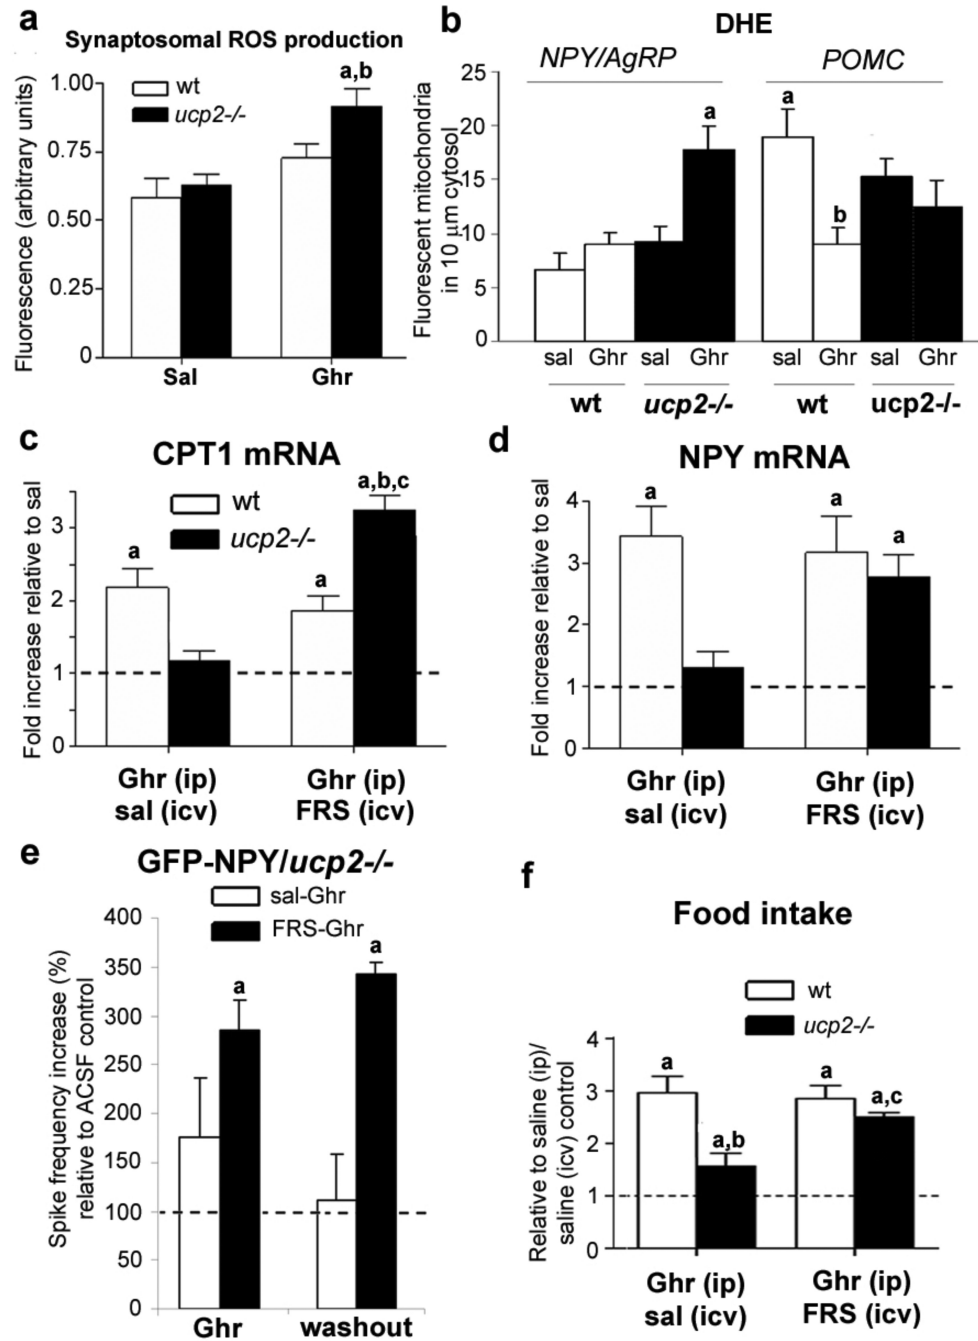 a
Synaptosomal ROS production
Fluorescence (arbitrary units)
1.00
0.75
0.50
0.25
0
wt
ucp2-/-
a,b
Sal
Ghr
b
DHE
NPY/AgRP
POMC
Fluorescent mitochondria
in 10 µm cytosol
25
20
15
10
5
0
a
a
b
sal Ghr sal Ghr sal Ghr sal Ghr
wt ucp2-/- wt ucp2-/-
c
CPT1 mRNA
Fold increase relative to sal
3
2
1
0
wt
ucp2-/-
a
a
a,b,c
Ghr (ip) Ghr (ip)
sal (icv) FRS (icv)
d
NPY mRNA
Fold increase relative to sal
4
3
2
1
0
a
a
a
Ghr (ip) Ghr (ip)
sal (icv) FRS (icv)
e
GFP-NPY/ucp2-/-
sal-Ghr
FRS-Ghr
Spike frequency increase (%)
relative to ACSF control
400
350
300
250
200
150
100
50
0
a
a
Ghr washout
f
Food intake
wt
ucp2-/-
Relative to saline (ip)/
saline (icv) control
4
3
2
1
0
a
a,b
a
a,c
Ghr (ip) Ghr (ip)
sal (icv) FRS (icv)